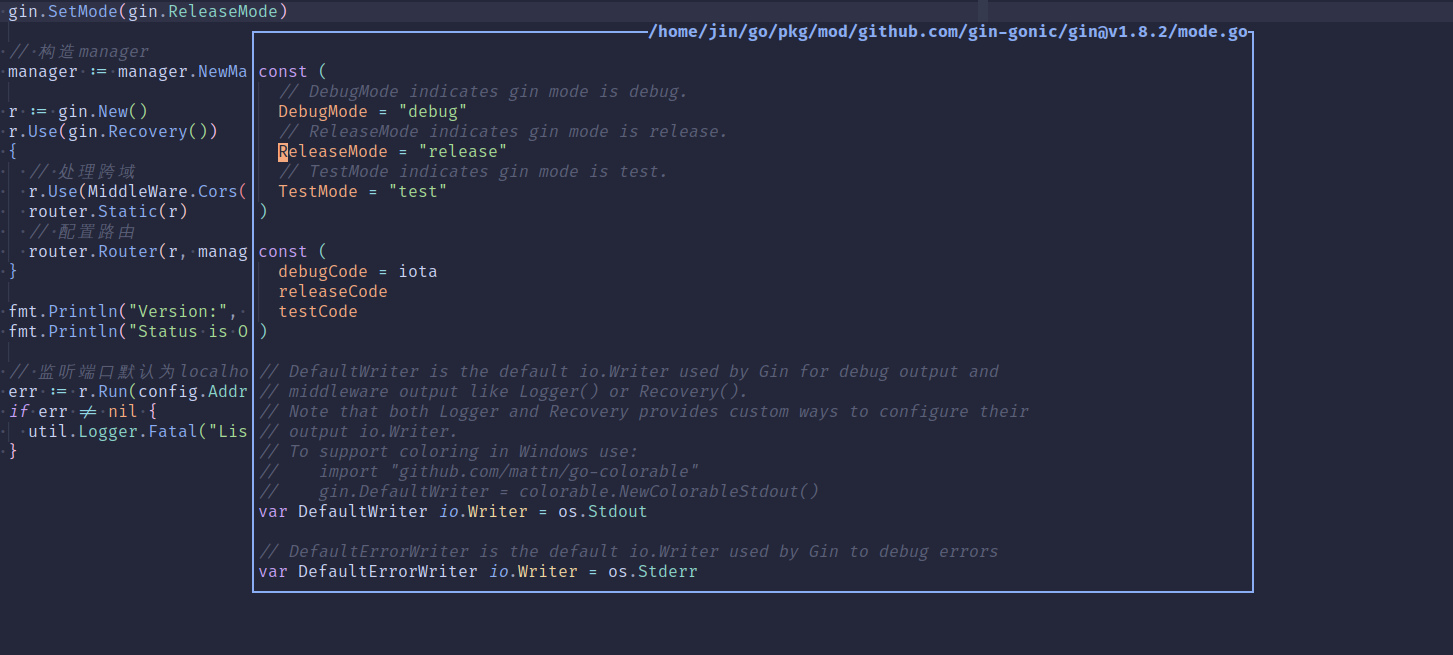 gin.SetMode(gin.ReleaseMode)
// 构造manager
manager := manager.NewMa
r := gin.New()
r.Use(gin.Recovery())
{
// 处理跨域
r.Use(MiddleWare.Cors(
router.Static(r)
// 配置路由
router.Router(r, manag
}
fmt.Println("Version:",
fmt.Println("Status is O
// 监听端口默认为localho
err := r.Run(config.Addr
if err != nil {
util.Logger.Fatal("Lis
}
/home/jin/go/pkg/mod/github.com/gin-gonic/gin@v1.8.2/mode.go
const (
// DebugMode indicates gin mode is debug.
DebugMode = "debug"
// ReleaseMode indicates gin mode is release.
ReleaseMode = "release"
// TestMode indicates gin mode is test.
TestMode = "test"
)
const (
debugCode = iota
releaseCode
testCode
)
// DefaultWriter is the default io.Writer used by Gin for debug output and
// middleware output like Logger() or Recovery().
// Note that both Logger and Recovery provides custom ways to configure their
// output io.Writer.
// To support coloring in Windows use:
//    import "github.com/mattn/go-colorable"
//    gin.DefaultWriter = colorable.NewColorableStdout()
var DefaultWriter io.Writer = os.Stdout
// DefaultErrorWriter is the default io.Writer used by Gin to debug errors
var DefaultErrorWriter io.Writer = os.Stderr